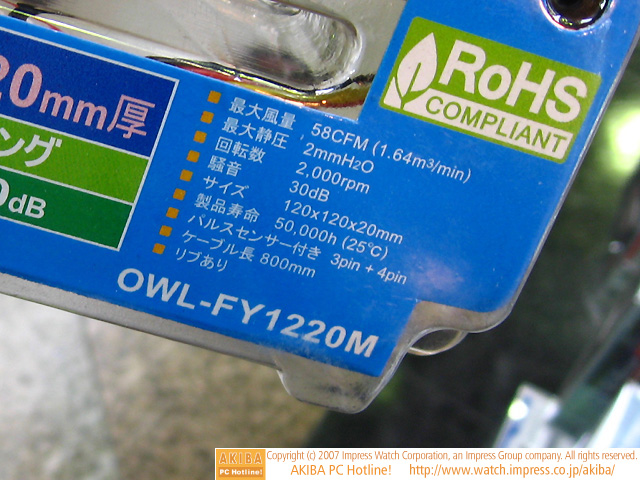 RoHS
COMPLIANT
20mm厚
ング
0dB
最大風量 58CFM (1.64m³/min)
最大静圧 2mmH2O
回転数 2,000rpm
騒音 30dB
サイズ 120x120x20mm
製品寿命 50,000h (25℃)
パルスセンサー付き 3pin + 4pin
ケーブル長 800mm
リブあり
OWL-FY1220M
AKIBA
PC Hotline!
Copyright (c) 2007 Impress Watch Corporation, an Impress Group company. All rights reserved.
AKIBA PC Hotline! http://www.watch.impress.co.jp/akiba/